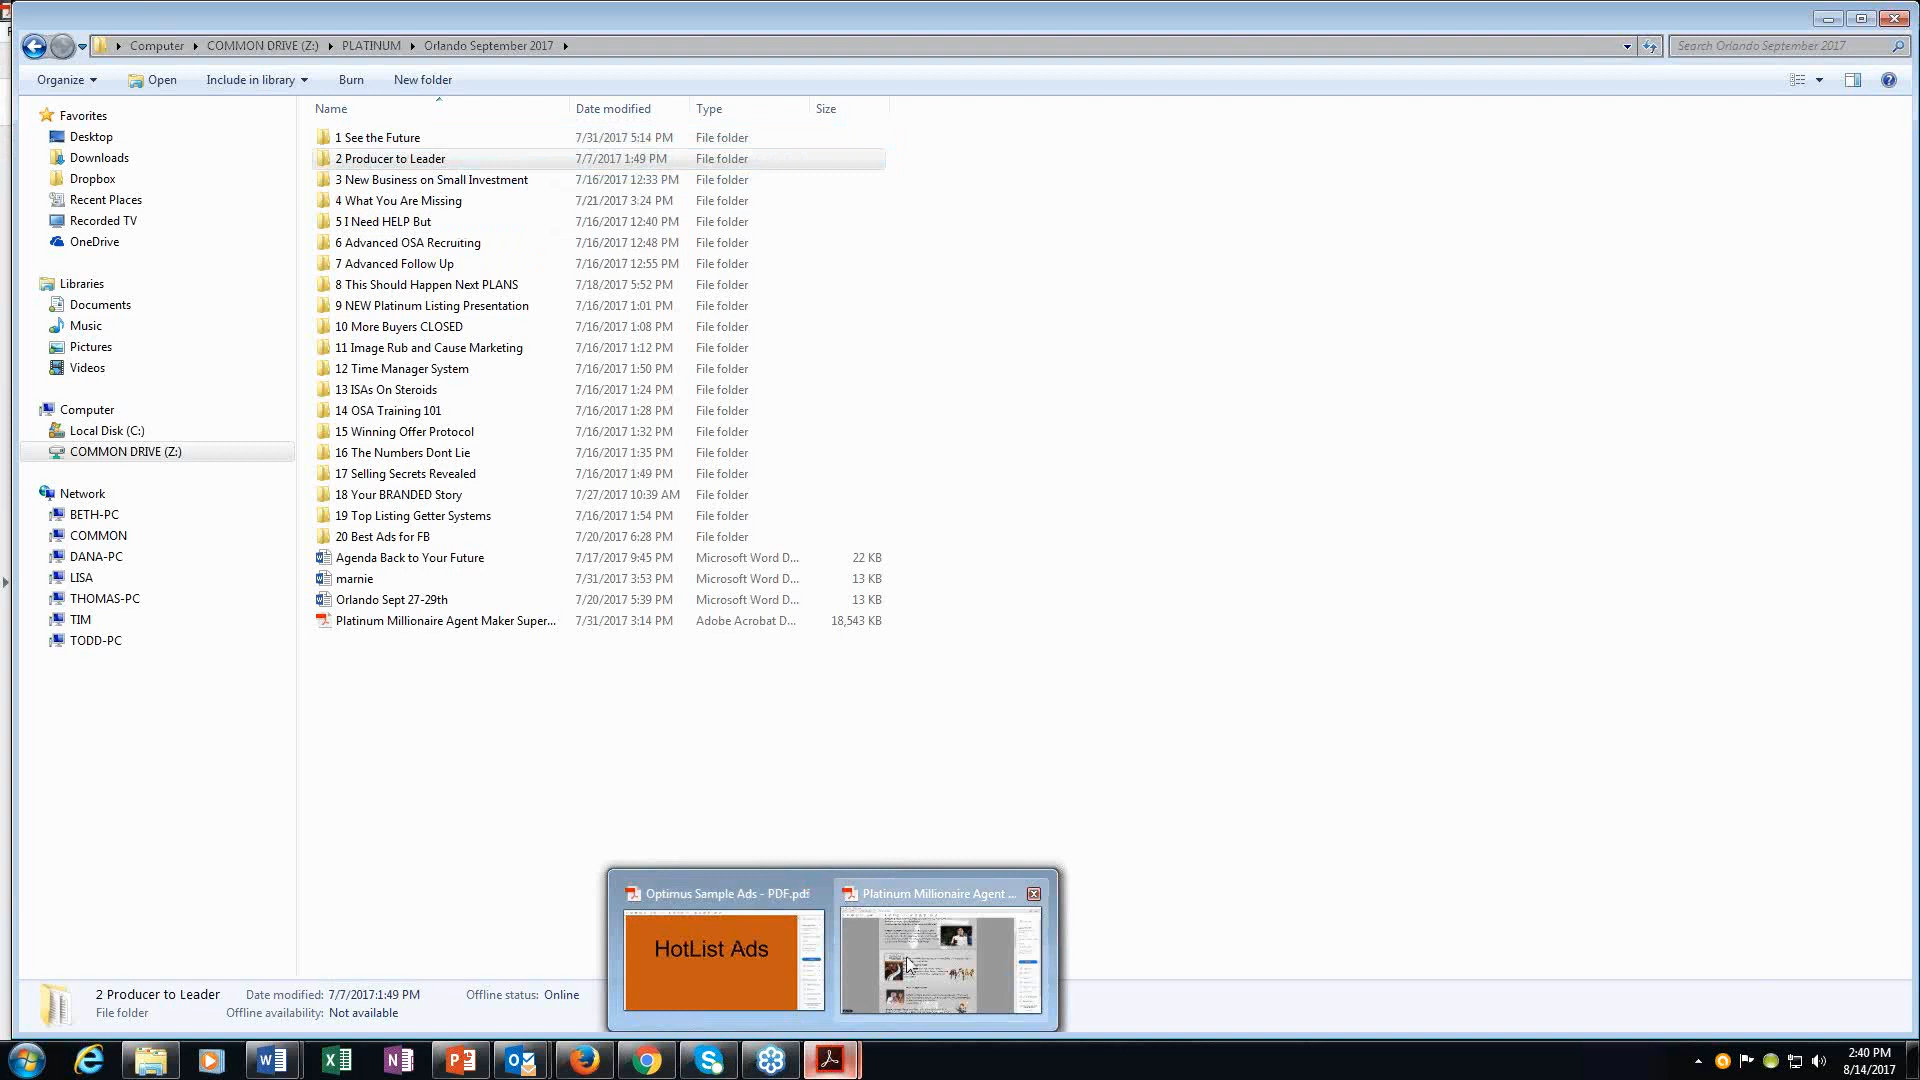 Computer COMMON DRIVE (Z:) PLATINUM Orlando September 2017
Search Orlando September 2017
Organize Open Include in library Burn New folder
Name Date modified Type Size
Favorites
Desktop
Downloads
Dropbox
Recent Places
Recorded TV
OneDrive
Libraries
Documents
Music
Pictures
Videos
Computer
Local Disk (C:)
COMMON DRIVE (Z:)
Network
BETH-PC
COMMON
DANA-PC
LISA
THOMAS-PC
TIM
TODD-PC
1 See the Future 7/31/2017 5:14 PM File folder
2 Producer to Leader 7/7/2017 1:49 PM File folder
3 New Business on Small Investment 7/16/2017 12:33 PM File folder
4 What You Are Missing 7/21/2017 3:24 PM File folder
5 I Need HELP But 7/16/2017 12:40 PM File folder
6 Advanced OSA Recruiting 7/16/2017 12:48 PM File folder
7 Advanced Follow Up 7/16/2017 12:55 PM File folder
8 This Should Happen Next PLANS 7/18/2017 5:52 PM File folder
9 NEW Platinum Listing Presentation 7/16/2017 1:01 PM File folder
10 More Buyers CLOSED 7/16/2017 1:08 PM File folder
11 Image Rub and Cause Marketing 7/16/2017 1:12 PM File folder
12 Time Manager System 7/16/2017 1:50 PM File folder
13 ISAs On Steroids 7/16/2017 1:24 PM File folder
14 OSA Training 101 7/16/2017 1:28 PM File folder
15 Winning Offer Protocol 7/16/2017 1:32 PM File folder
16 The Numbers Dont Lie 7/16/2017 1:35 PM File folder
17 Selling Secrets Revealed 7/16/2017 1:49 PM File folder
18 Your BRANDED Story 7/27/2017 10:39 AM File folder
19 Top Listing Getter Systems 7/16/2017 1:54 PM File folder
20 Best Ads for FB 7/20/2017 6:28 PM File folder
Agenda Back to Your Future 7/17/2017 9:45 PM Microsoft Word D... 22 KB
marnie 7/31/2017 3:53 PM Microsoft Word D... 13 KB
Orlando Sept 27-29th 7/20/2017 5:39 PM Microsoft Word D... 13 KB
Platinum Millionaire Agent Maker Super... 7/31/2017 3:14 PM Adobe Acrobat D... 18,543 KB
Optimus Sample Ads - PDF.pdf
Platinum Millionaire Agent ...
HotList Ads
2 Producer to Leader Date modified: 7/7/2017 1:49 PM Offline status: Online
File folder Offline availability: Not available
2:40 PM
8/14/2017